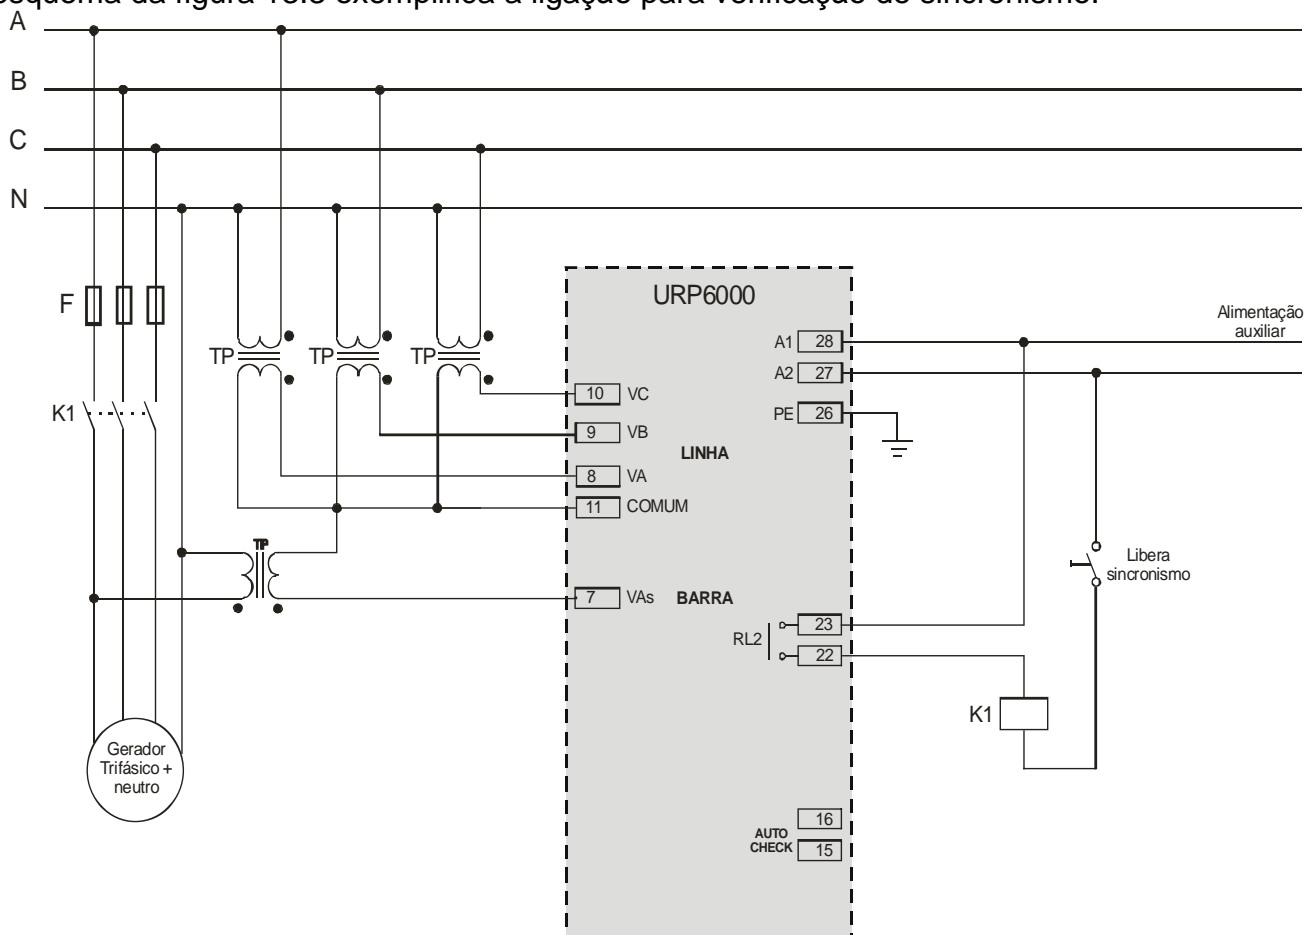 esquema da figura 10.8 exemplifica a ligação para verificação de sincronismo.
A
B
C
N
F
K1
TP
TP
TP
TP
URP6000
A1 28
A2 27
PE 26
10 VC
9 VB
LINHA
8 VA
11 COMUM
7 VAs BARRA
RL2
23
22
AUTO
CHECK
16
15
K1
Alimentação
auxiliar
Libera
sincronismo
Gerador
Trifásico +
neutro